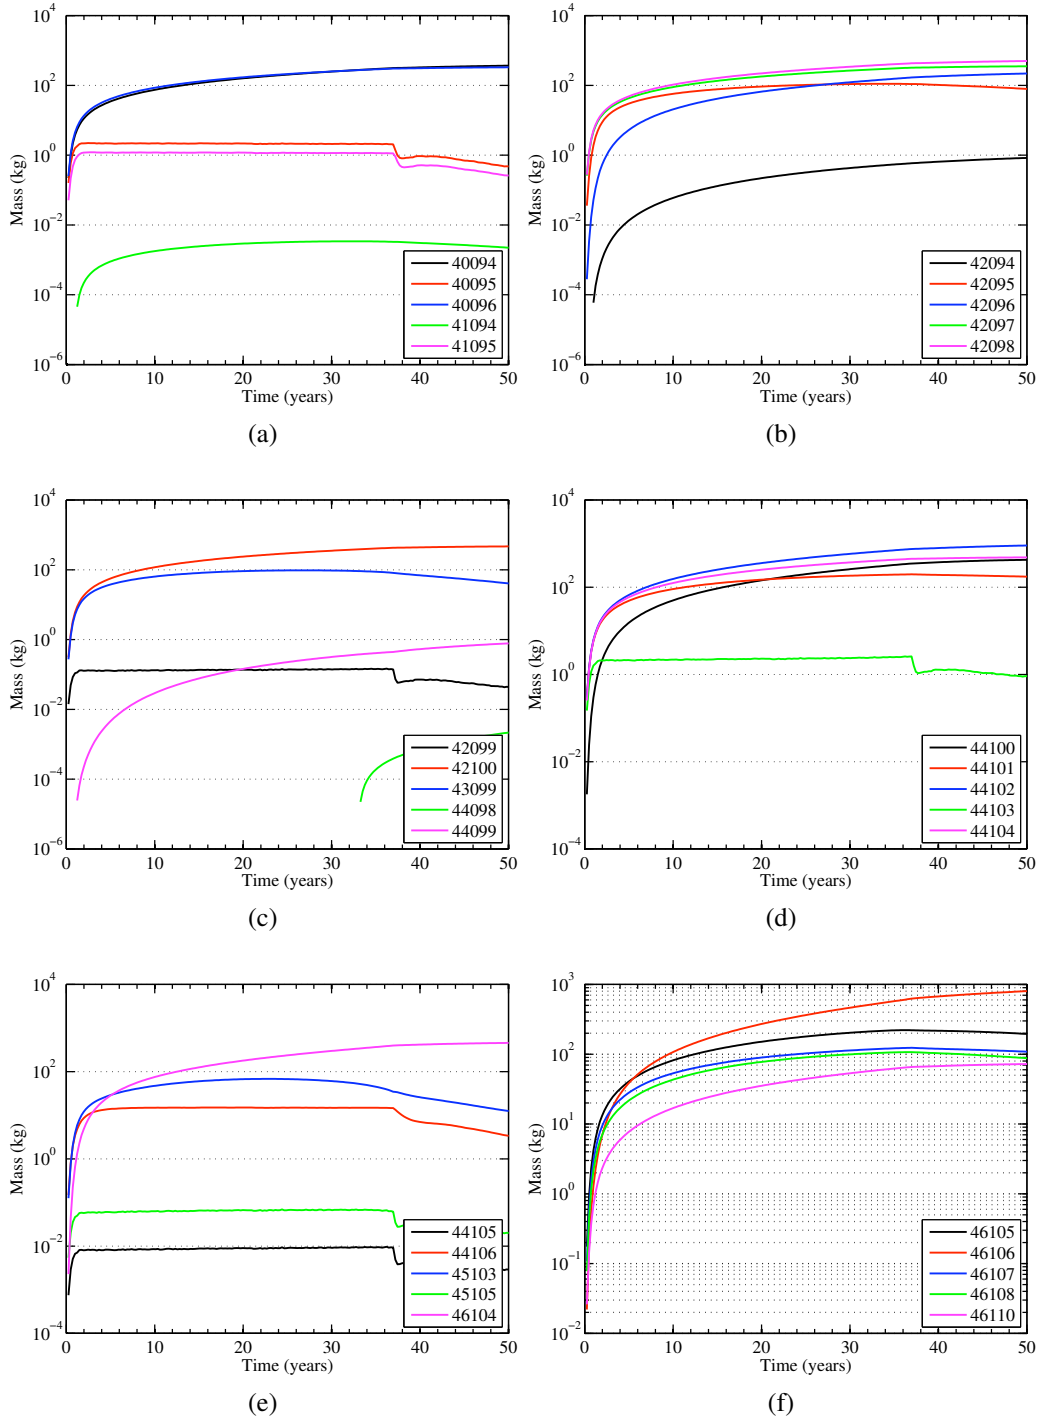 10^4
10^2
10^0
10^-2
10^-4
10^-6
Mass (kg)
0 10 20 30 40 50
Time (years)
40094
40095
40096
41094
41095
(a)
10^4
10^2
10^0
10^-2
10^-4
10^-6
Mass (kg)
0 10 20 30 40 50
Time (years)
42094
42095
42096
42097
42098
(b)
10^4
10^2
10^0
10^-2
10^-4
10^-6
Mass (kg)
0 10 20 30 40 50
Time (years)
42099
42100
43099
44098
44099
(c)
10^4
10^2
10^0
10^-2
10^-4
Mass (kg)
0 10 20 30 40 50
Time (years)
44100
44101
44102
44103
44104
(d)
10^4
10^2
10^0
10^-2
10^-4
Mass (kg)
0 10 20 30 40 50
Time (years)
44105
44106
45103
45105
46104
(e)
10^3
10^2
10^1
10^0
10^-1
10^-2
Mass (kg)
0 10 20 30 40 50
Time (years)
46105
46106
46107
46108
46110
(f)